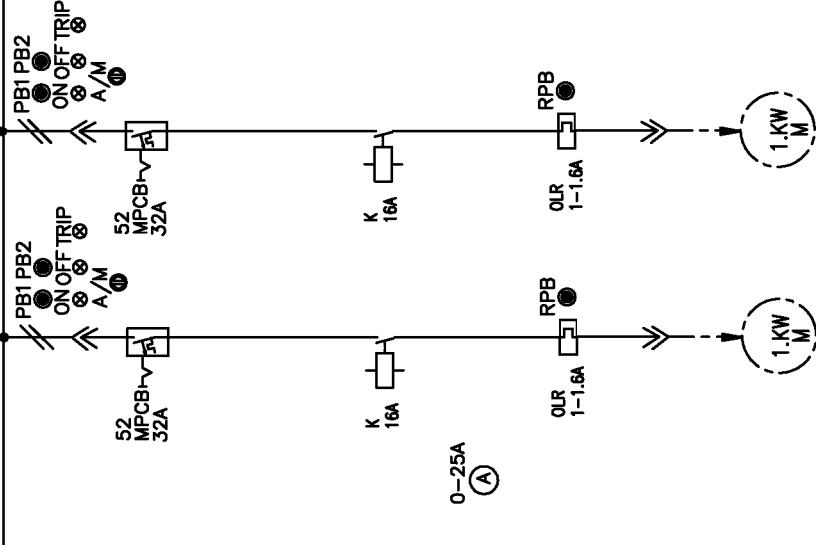 PB1 PB2
ON OFF TRIP
A/M
52
MPCB
32A
K
16A
RPB
OLR
1-1.6A
1.KW
M
PB1 PB2
ON OFF TRIP
A/M
52
MPCB
32A
K
16A
RPB
OLR
1-1.6A
1.KW
M
0-25A
A